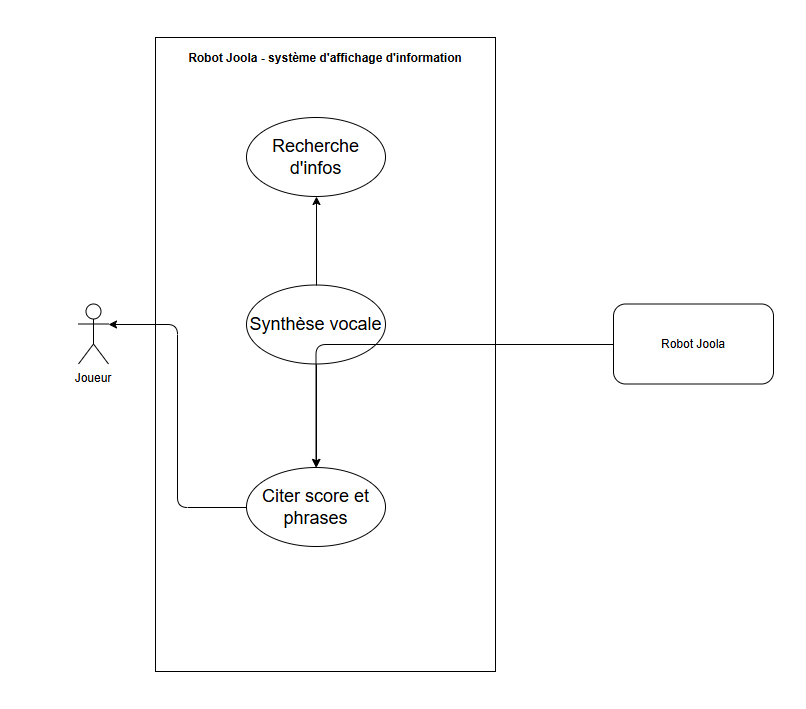 Robot Joola - système d'affichage d'information
Recherche
d'infos
Synthèse vocale
Joueur
Robot Joola
Citer score et
phrases